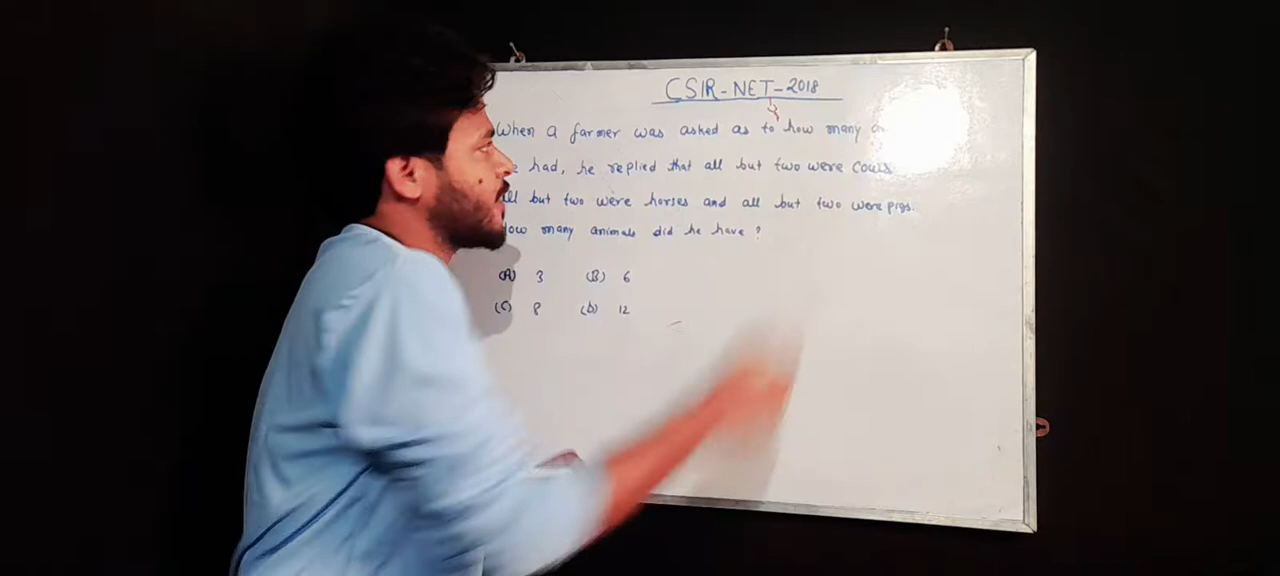 CSIR-NET-2018
When a farmer was asked as to how many
had, he replied that all but two were cows
all but two were horses and all but two were pigs.
How many animals did he have ?
(A) 3 (B) 6
(C) 8 (D) 12